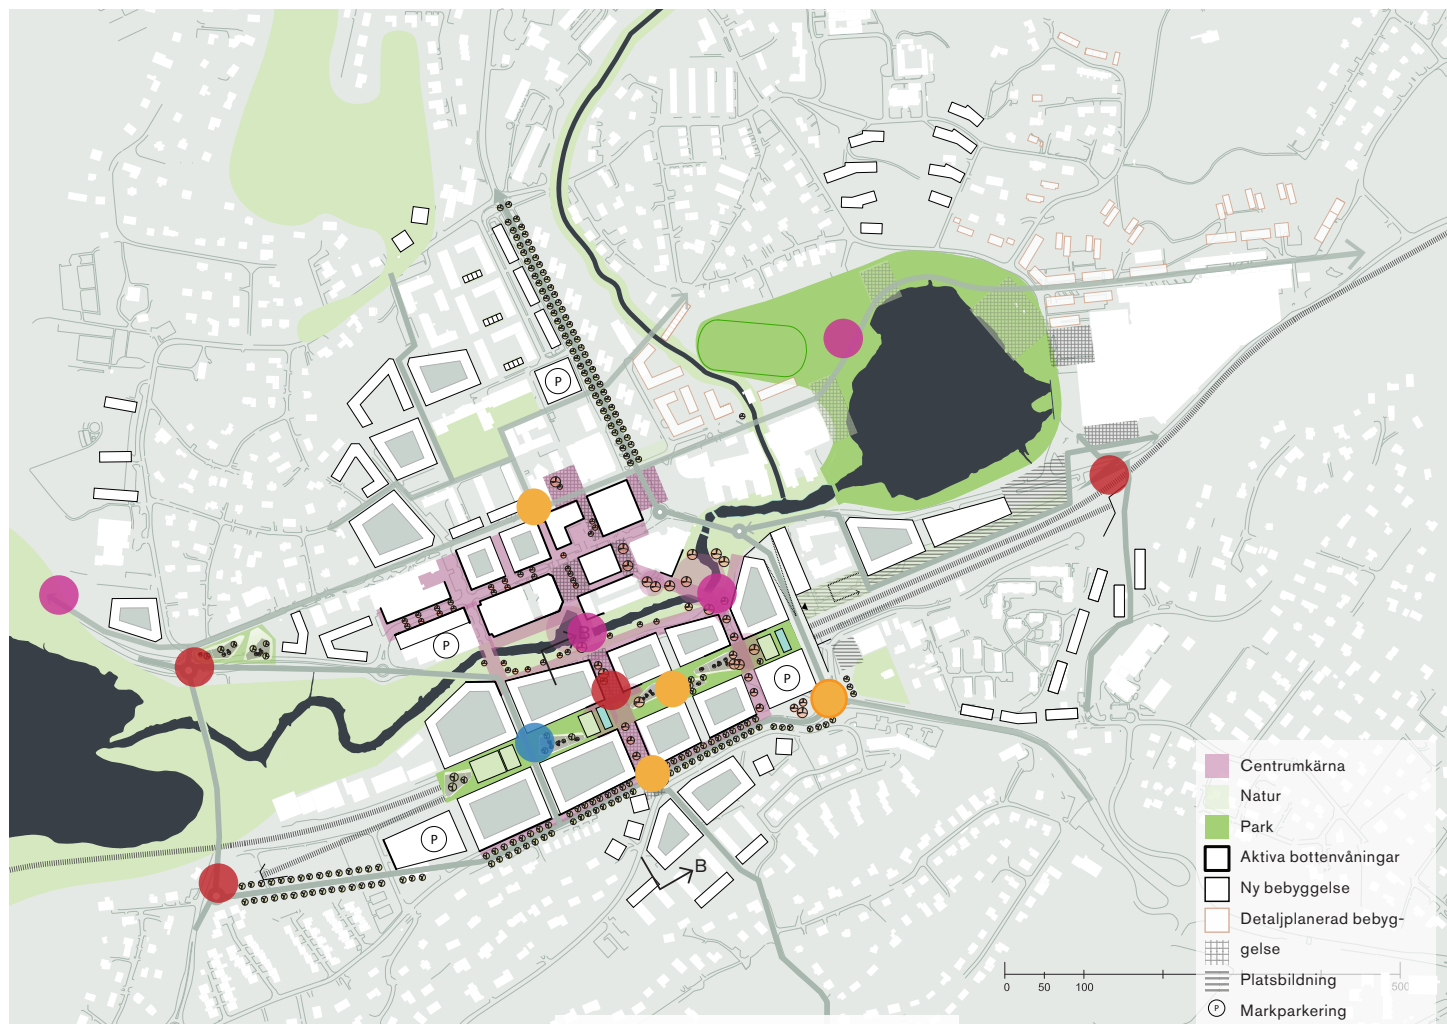 P
P
B
P
P
B
Centrumkärna
Natur
Park
Aktiva bottenvåningar
Ny bebyggelse
Detaljplanerad bebyg-
gelse
Platsbildning
P Markparkering
0 50 100 500